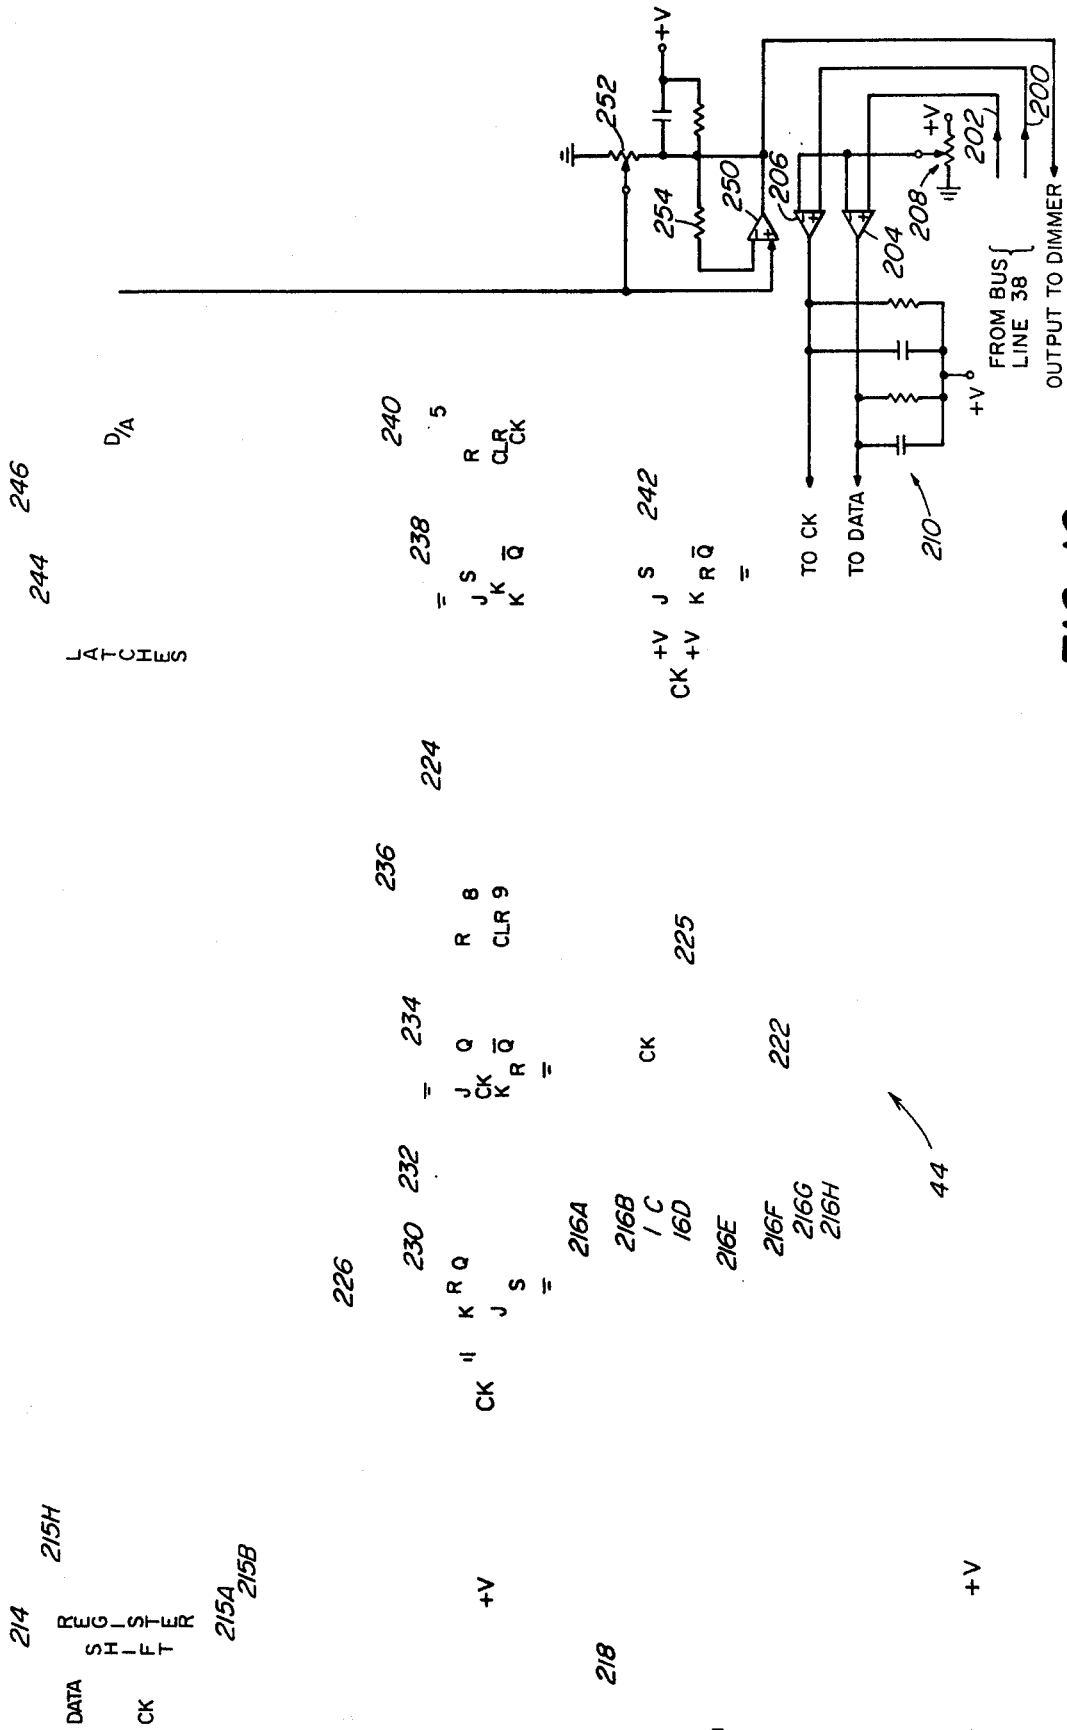 214
215H
DATA
SHIFT
REGISTER
CK
215A
215B
244
246
LATCHES
D/A
226
230
232
234
236
224
238
240
CK
+V
K
R
Q
J
S
J
CK
K
Q
R
Q̅
R
8
CLR
9
J
S
K
K
Q̅
R
5
CLR
CK
218
216A
216B
1 C
16D
216E
216F
216G
216H
CK
222
225
CK
+V
+V
J
S
K
R
Q̅
242
44
+V
252
+V
254
250
206
204
208
+V
202
200
TO CK
TO DATA
210
+V
FROM BUS
LINE 38
OUTPUT TO DIMMER